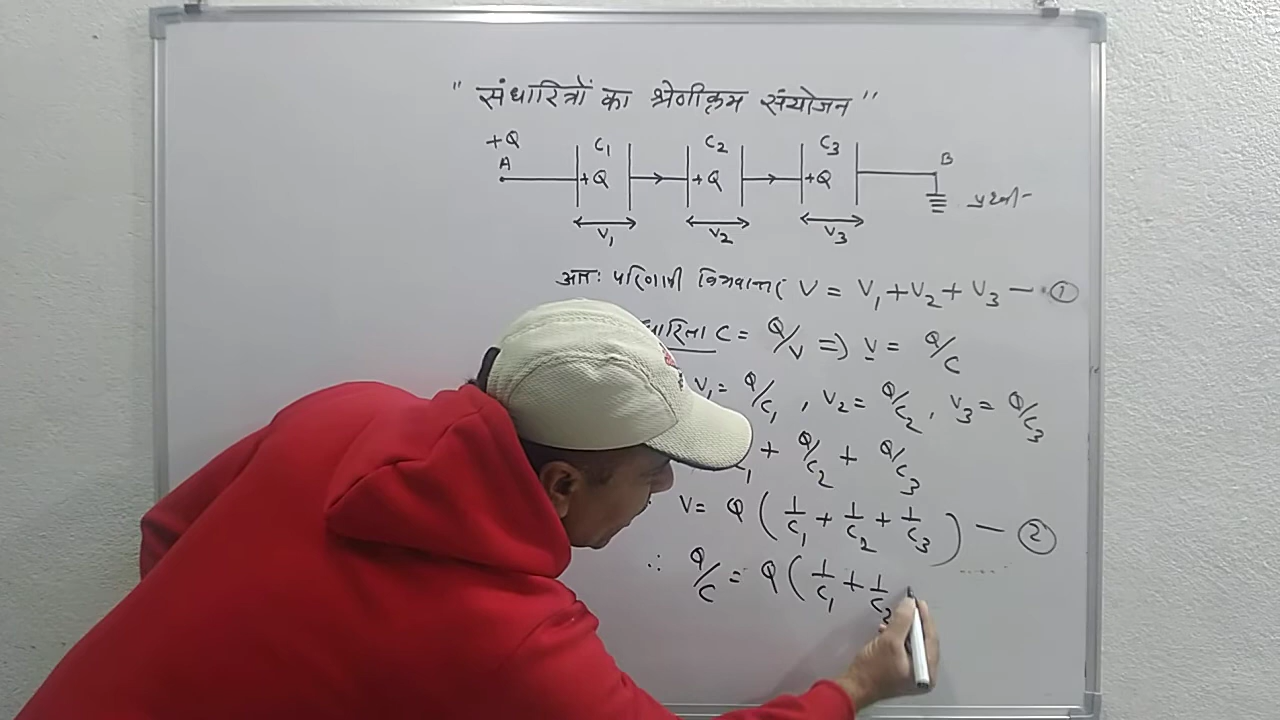 "संधारित्रों का श्रेणीक्रम संयोजन"
+Q C₁ C₂ C₃
A +Q +Q +Q B
V₁ V₂ V₃ पृथ्वी
अतः परिणामी विभवान्तर V = V₁ + V₂ + V₃ — ①
धारिता C = Q/V => V = Q/C
V₁ = Q/C₁ , V₂ = Q/C₂ , V₃ = Q/C₃
+ Q/C₂ + Q/C₃
V = Q ( 1/C₁ + 1/C₂ + 1/C₃ ) — ②
∴ Q/C = Q ( 1/C₁ + 1/C₂